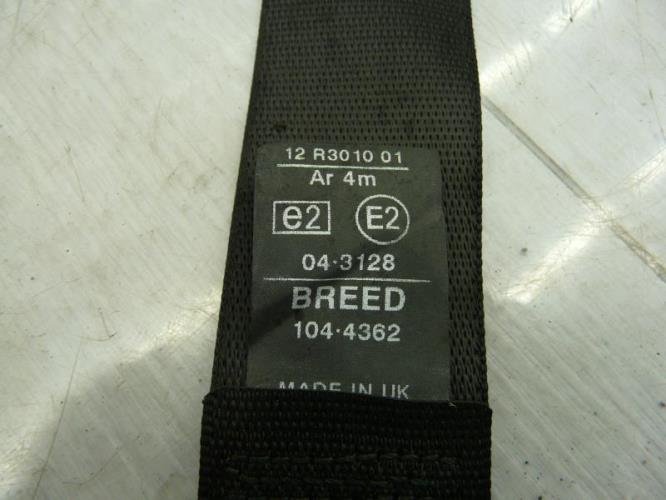 12 R3010 01
Ar 4m
e2 E2
04·3128
BREED
104·4362
MADE IN UK